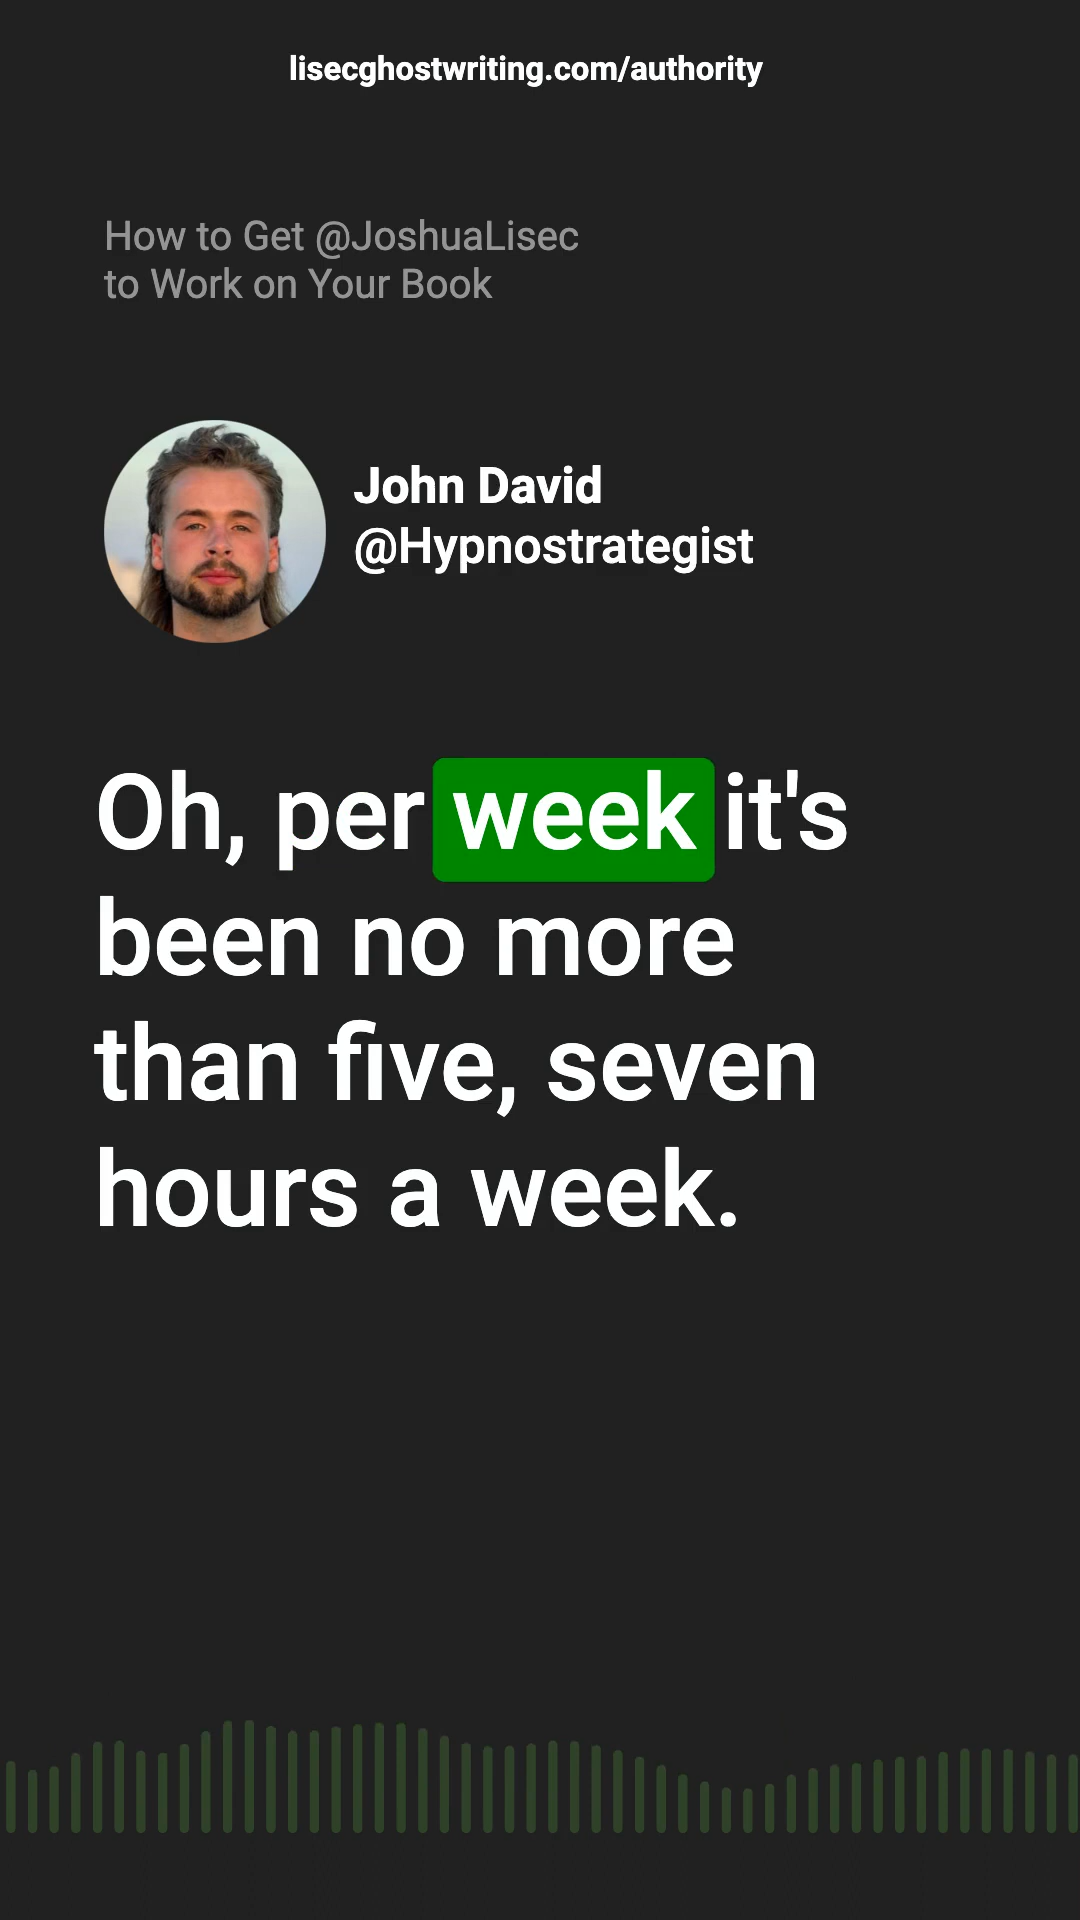 lisecghostwriting.com/authority
How to Get @JoshuaLisec
to Work on Your Book
John David
@Hypnostrategist
Oh, per week it's
been no more
than five, seven
hours a week.